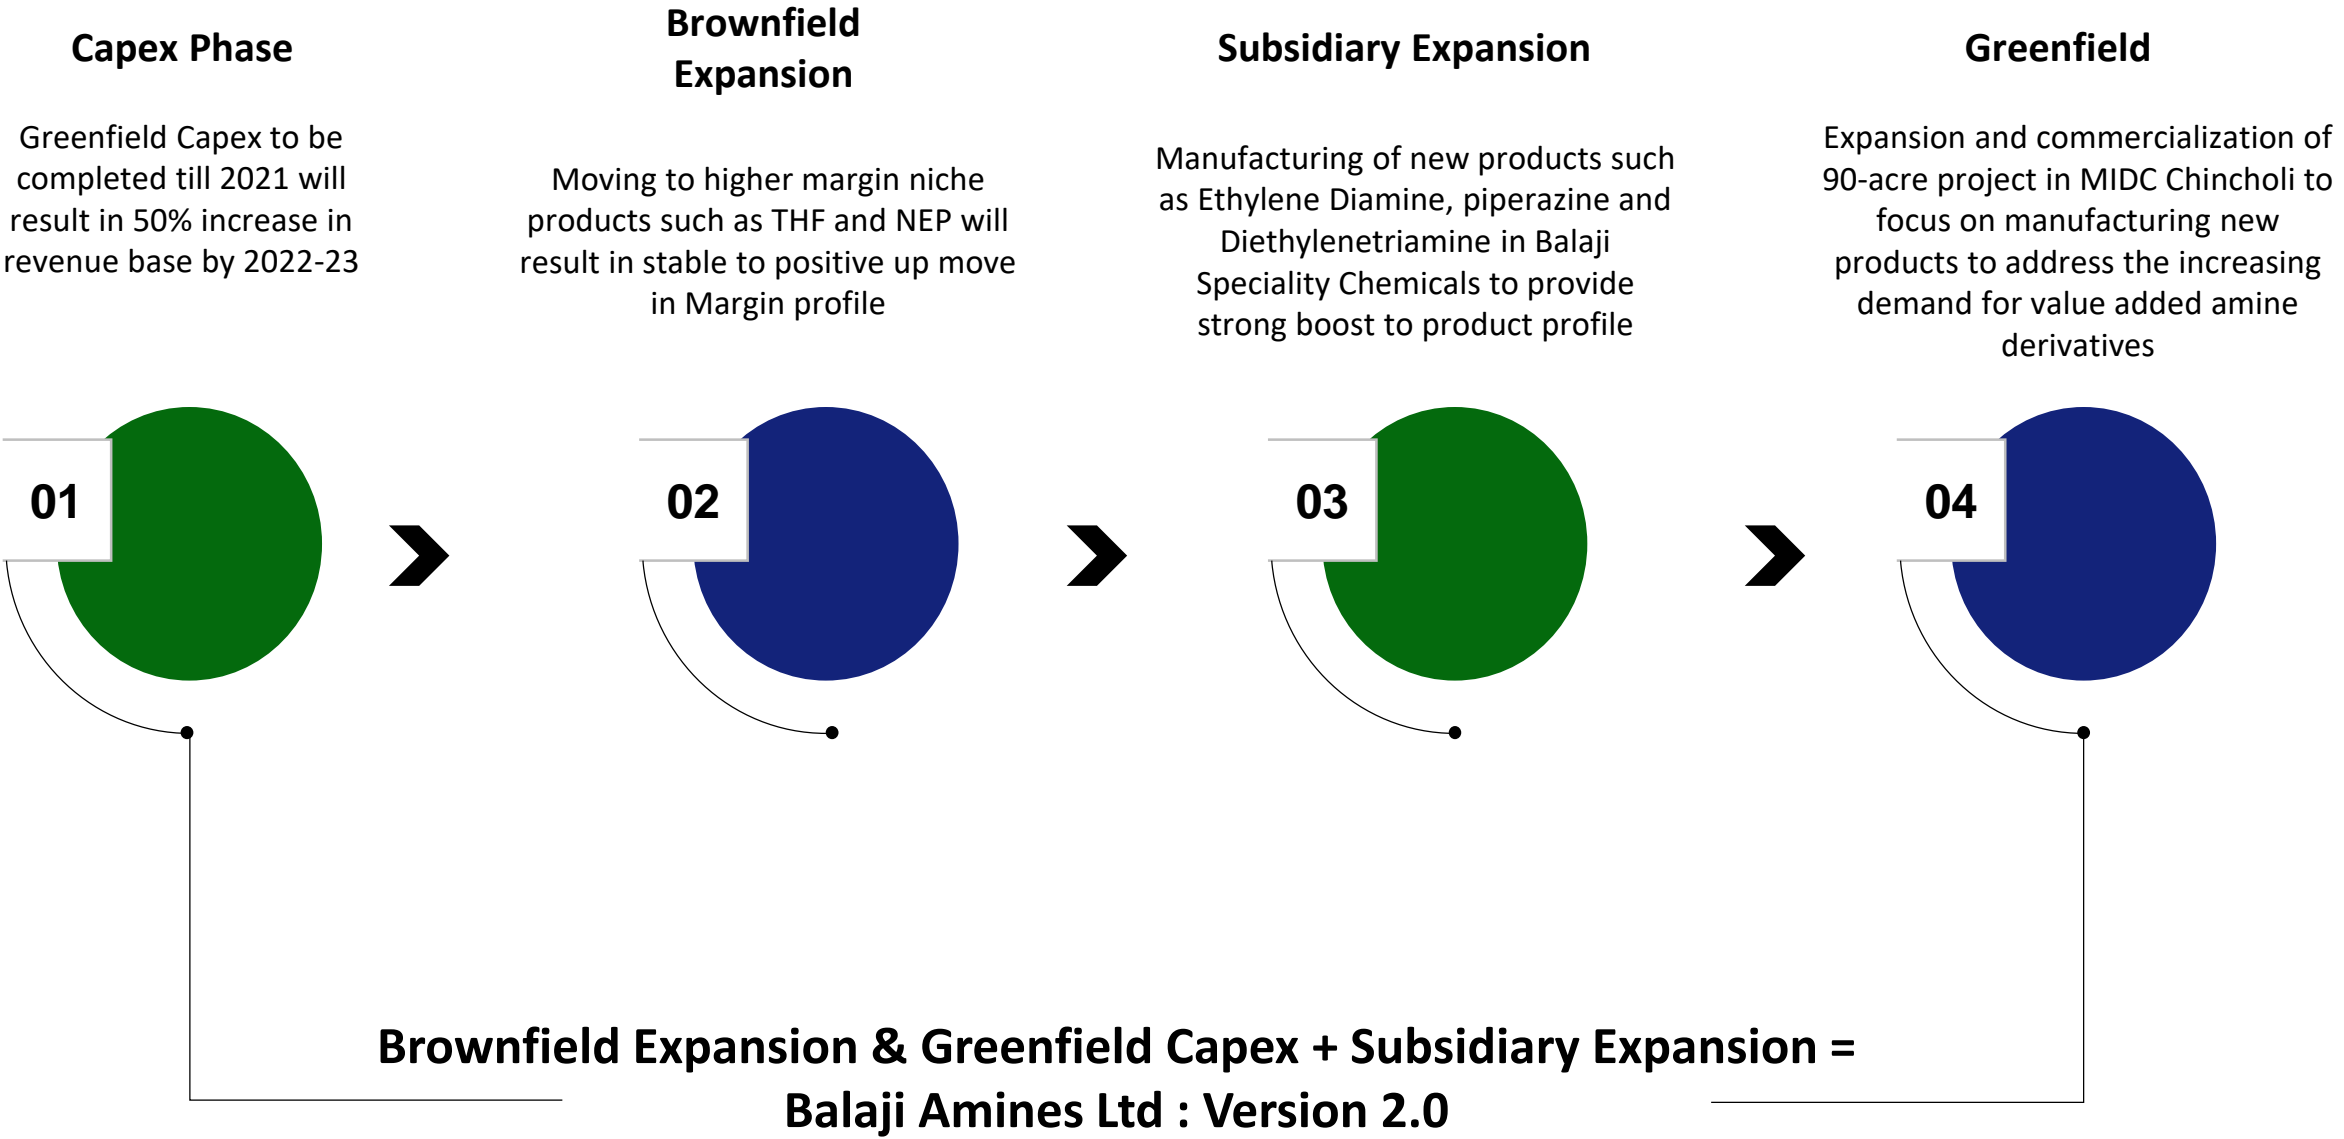 Capex Phase
Greenfield Capex to be
completed till 2021 will
result in 50% increase in
revenue base by 2022-23
01
Brownfield
Expansion
Moving to higher margin niche
products such as THF and NEP will
result in stable to positive up move
in Margin profile
02
Subsidiary Expansion
Manufacturing of new products such
as Ethylene Diamine, piperazine and
Diethylenetriamine in Balaji
Speciality Chemicals to provide
strong boost to product profile
03
Greenfield
Expansion and commercialization of
90-acre project in MIDC Chincholi to
focus on manufacturing new
products to address the increasing
demand for value added amine
derivatives
04
Brownfield Expansion & Greenfield Capex + Subsidiary Expansion =
Balaji Amines Ltd : Version 2.0